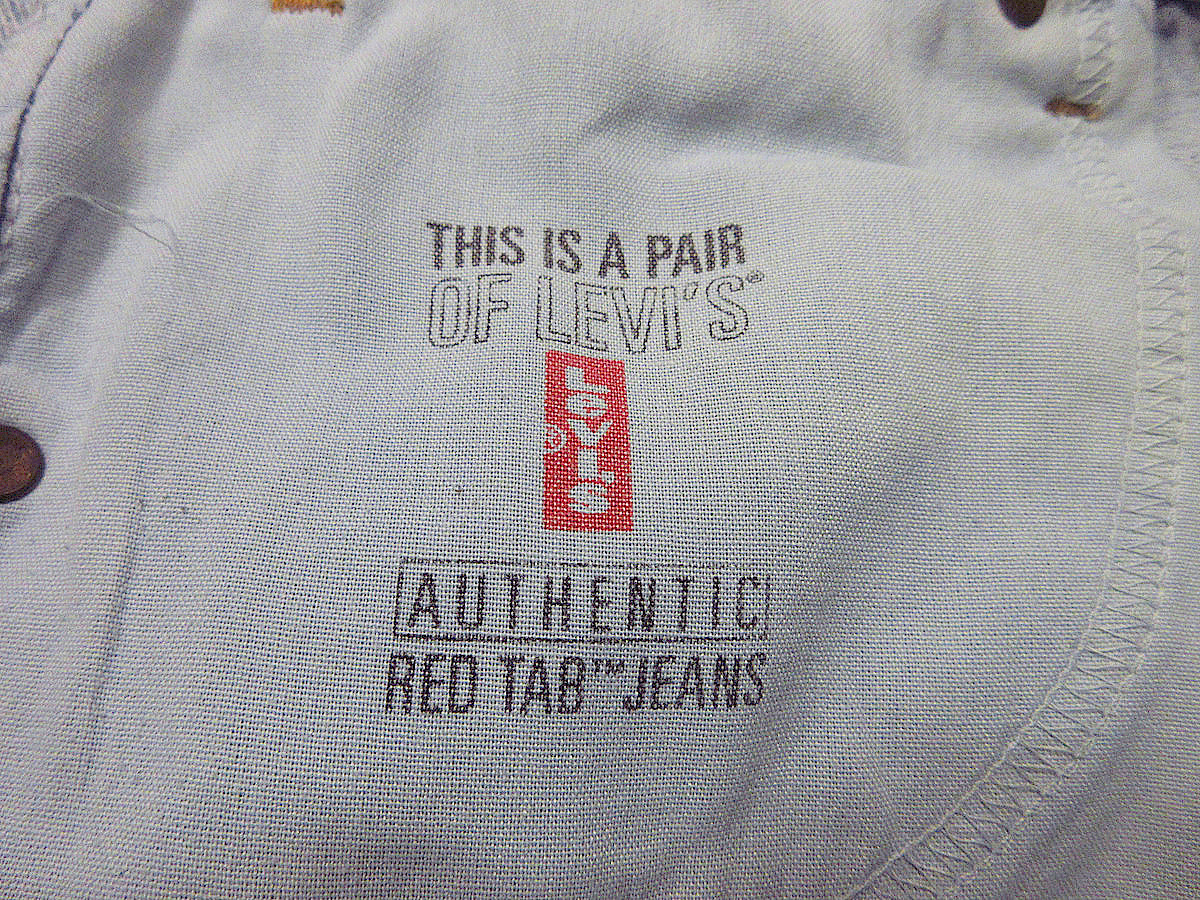 THIS IS A PAIR
OF LEVI'S®
LEVI'S
®
AUTHENTIC
RED TAB™ JEANS